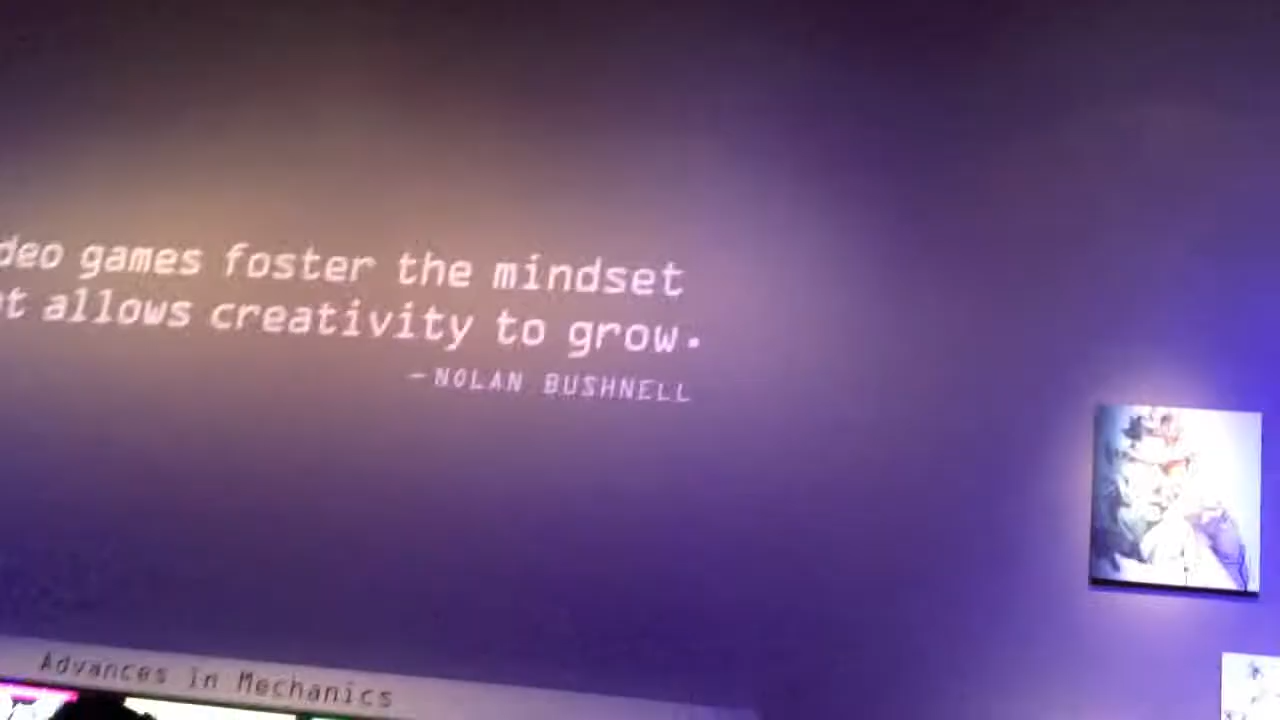 deo games foster the mindset
t allows creativity to grow.
—NOLAN BUSHNELL
Advances in Mechanics